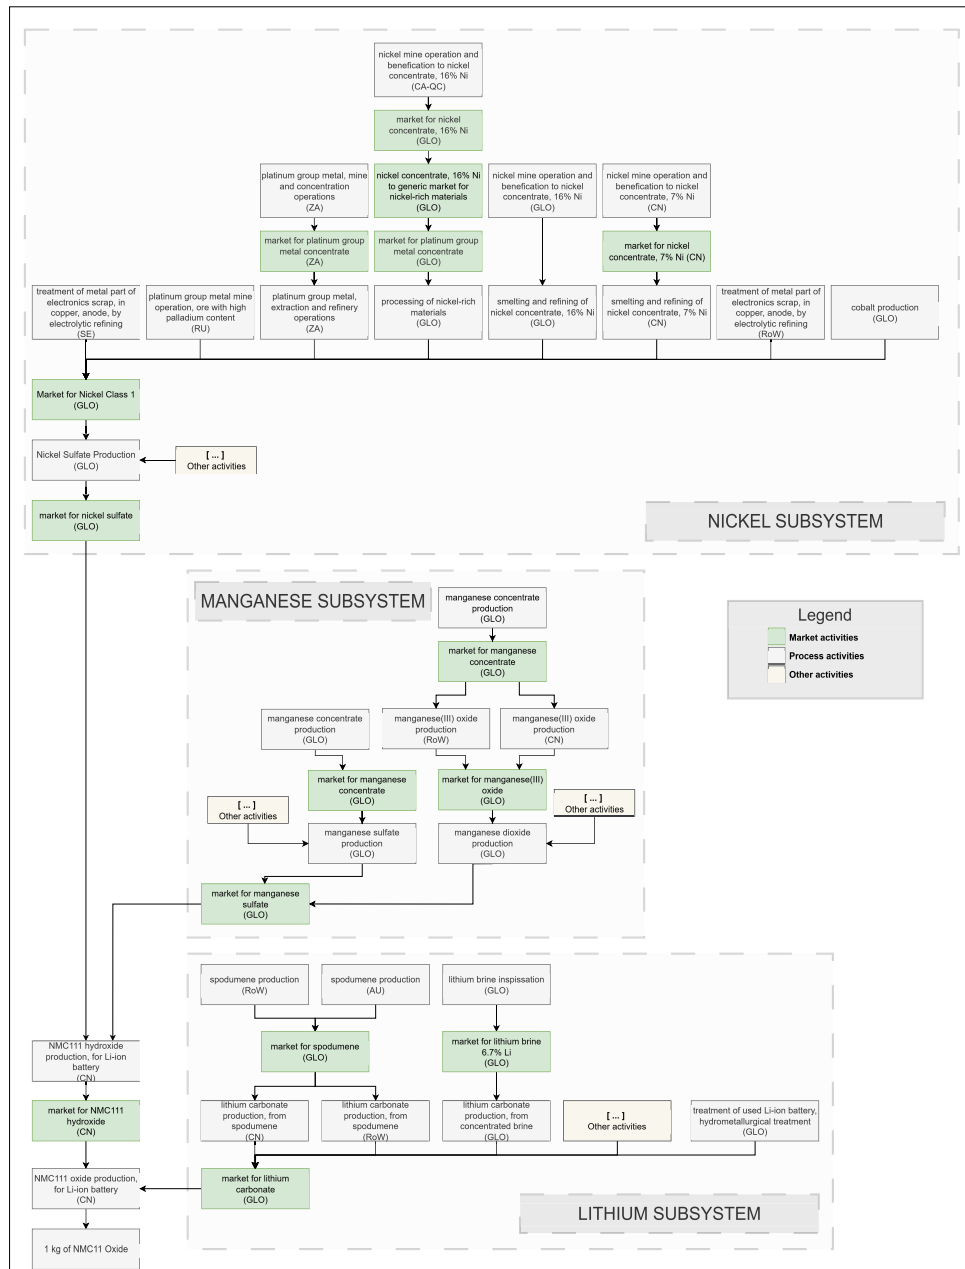 nickel mine operation and
benefication to nickel
concentrate, 16% Ni
(CA-QC)
market for nickel
concentrate, 16% Ni
(GLO)
platinum group metal, mine
and concentration
operations
(ZA)
nickel concentrate, 16% Ni
to generic market for
nickel-rich materials
(GLO)
nickel mine operation and
benefication to nickel
concentrate, 16% Ni
(GLO)
nickel mine operation and
benefication to nickel
concentrate, 7% Ni
(CN)
market for platinum group
metal concentrate
(ZA)
market for platinum group
metal concentrate
(GLO)
market for nickel
concentrate, 7% Ni (CN)
treatment of metal part of
electronics scrap, in
copper, anode, by
electrolytic refining
(SE)
platinum group metal mine
operation, ore with high
palladium content
(RU)
platinum group metal,
extraction and refinery
operations
(ZA)
processing of nickel-rich
materials
(GLO)
smelting and refining of
nickel concentrate, 16% Ni
(GLO)
smelting and refining of
nickel concentrate, 7% Ni
(CN)
treatment of metal part of
electronics scrap, in
copper, anode, by
electrolytic refining
(RoW)
cobalt production
(GLO)
Market for Nickel Class 1
(GLO)
Nickel Sulfate Production
(GLO)
[ ... ]
Other activities
market for nickel sulfate
(GLO)
NICKEL SUBSYSTEM
MANGANESE SUBSYSTEM
manganese concentrate
production
(GLO)
Legend
Market activities
Process activities
Other activities
market for manganese
concentrate
(GLO)
manganese concentrate
production
(GLO)
manganese(III) oxide
production
(RoW)
manganese(III) oxide
production
(CN)
market for manganese
concentrate
(GLO)
market for manganese(III)
oxide
(GLO)
[ ... ]
Other activities
[ ... ]
Other activities
manganese sulfate
production
(GLO)
manganese dioxide
production
(GLO)
market for manganese
sulfate
(GLO)
spodumene production
(RoW)
spodumene production
(AU)
lithium brine inspissation
(GLO)
NMC111 hydroxide
production, for Li-ion
battery
(CN)
market for spodumene
(GLO)
market for lithium brine
6.7% Li
(GLO)
market for NMC111
hydroxide
(CN)
lithium carbonate
production, from
spodumene
(CN)
lithium carbonate
production, from
spodumene
(RoW)
lithium carbonate
production, from
concentrated brine
(GLO)
[ ... ]
Other activities
treatment of used Li-ion battery,
hydrometallurgical treatment
(GLO)
NMC111 oxide production,
for Li-ion battery
(CN)
market for lithium
carbonate
(GLO)
LITHIUM SUBSYSTEM
1 kg of NMC11 Oxide